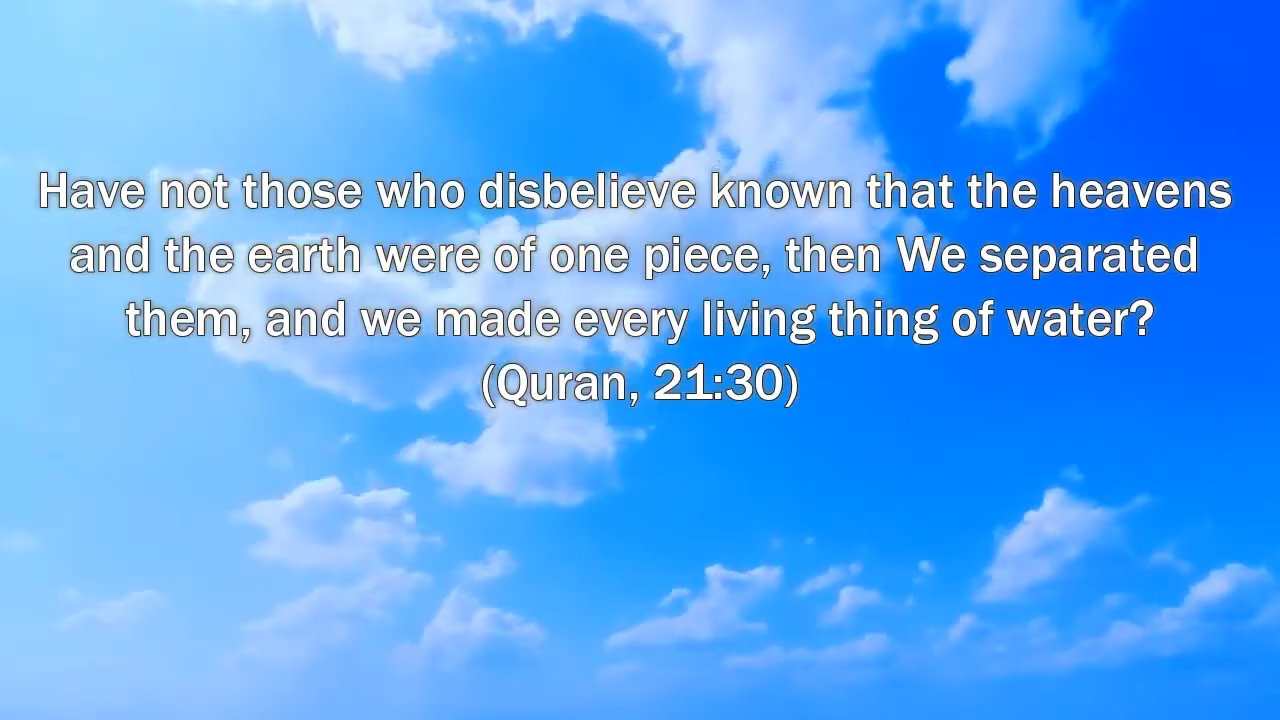 Have not those who disbelieve known that the heavens
and the earth were of one piece, then We separated
them, and we made every living thing of water?
(Quran, 21:30)